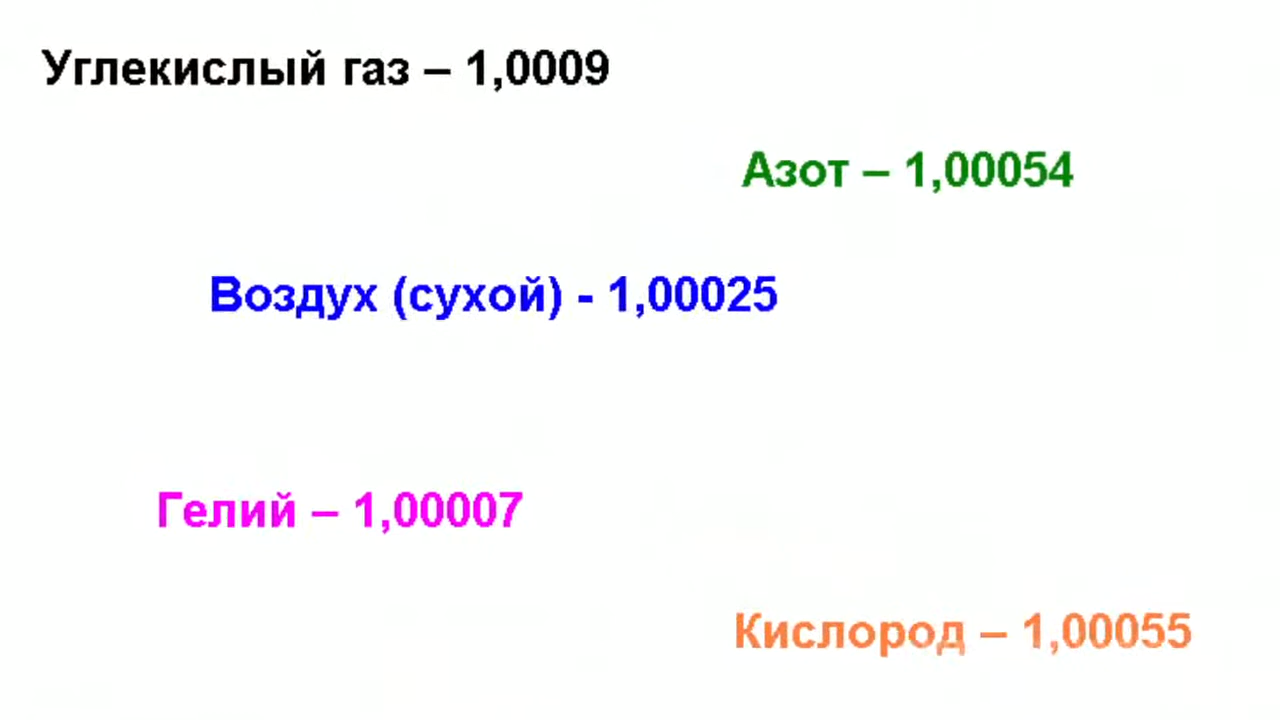 Углекислый газ – 1,0009
Азот – 1,00054
Воздух (сухой) - 1,00025
Гелий – 1,00007
Кислород – 1,00055